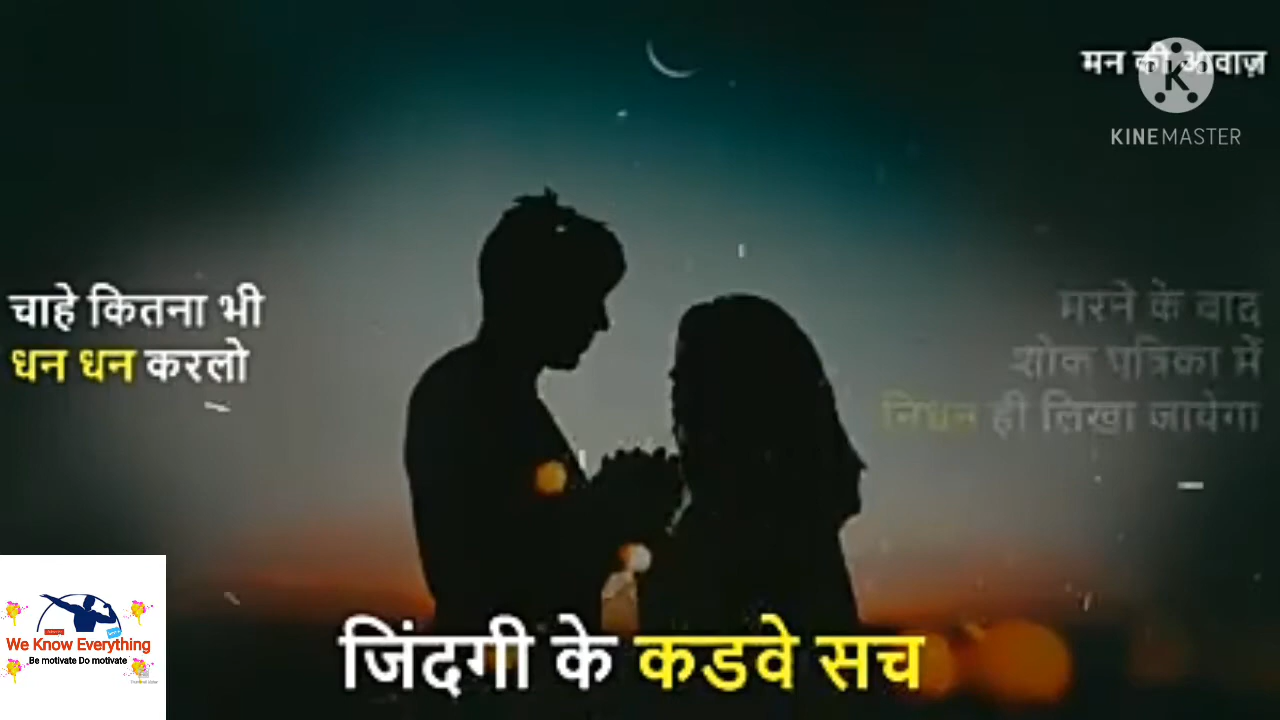 मन की आवाज़
KINEMASTER
चाहे कितना भी
धन धन करलो
मरने के बाद
शोक पत्रिका में
निधन ही लिखा जायेगा
We Know Everything
Be motivate Do motivate
जिंदगी के कडवे सच